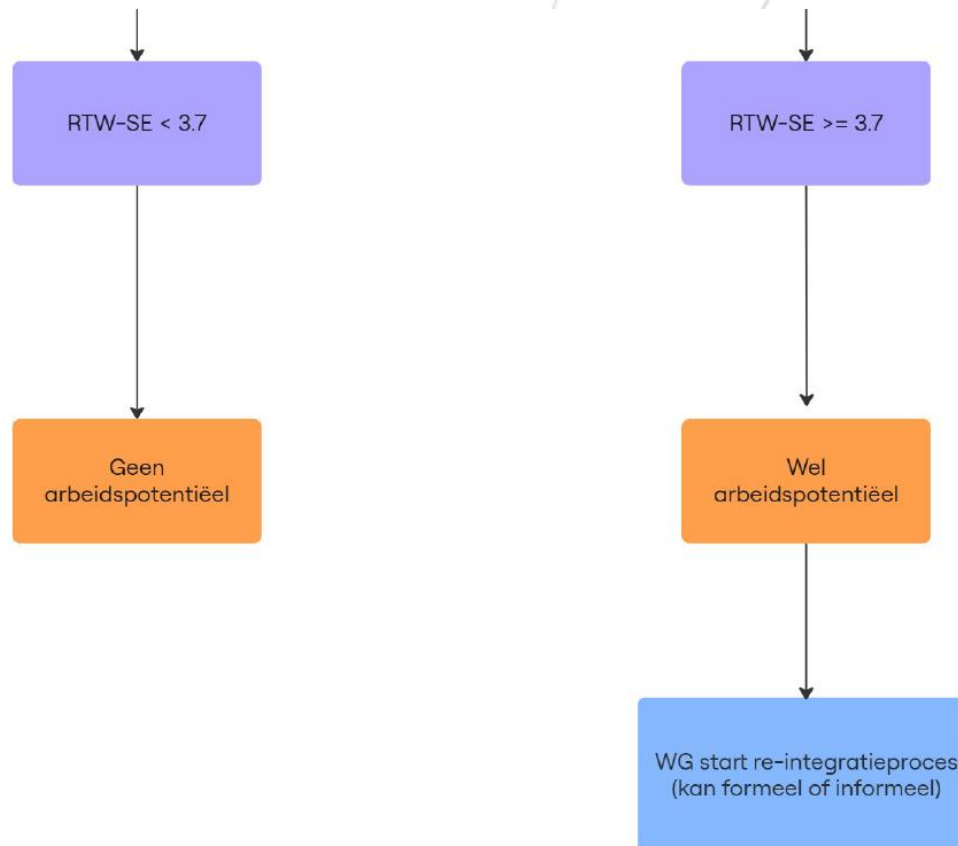 RTW-SE < 3.7
RTW-SE >= 3.7
Geen
arbeidspotentiëel
Wel
arbeidspotentiëel
WG start re-integratieproces
(kan formeel of informeel)